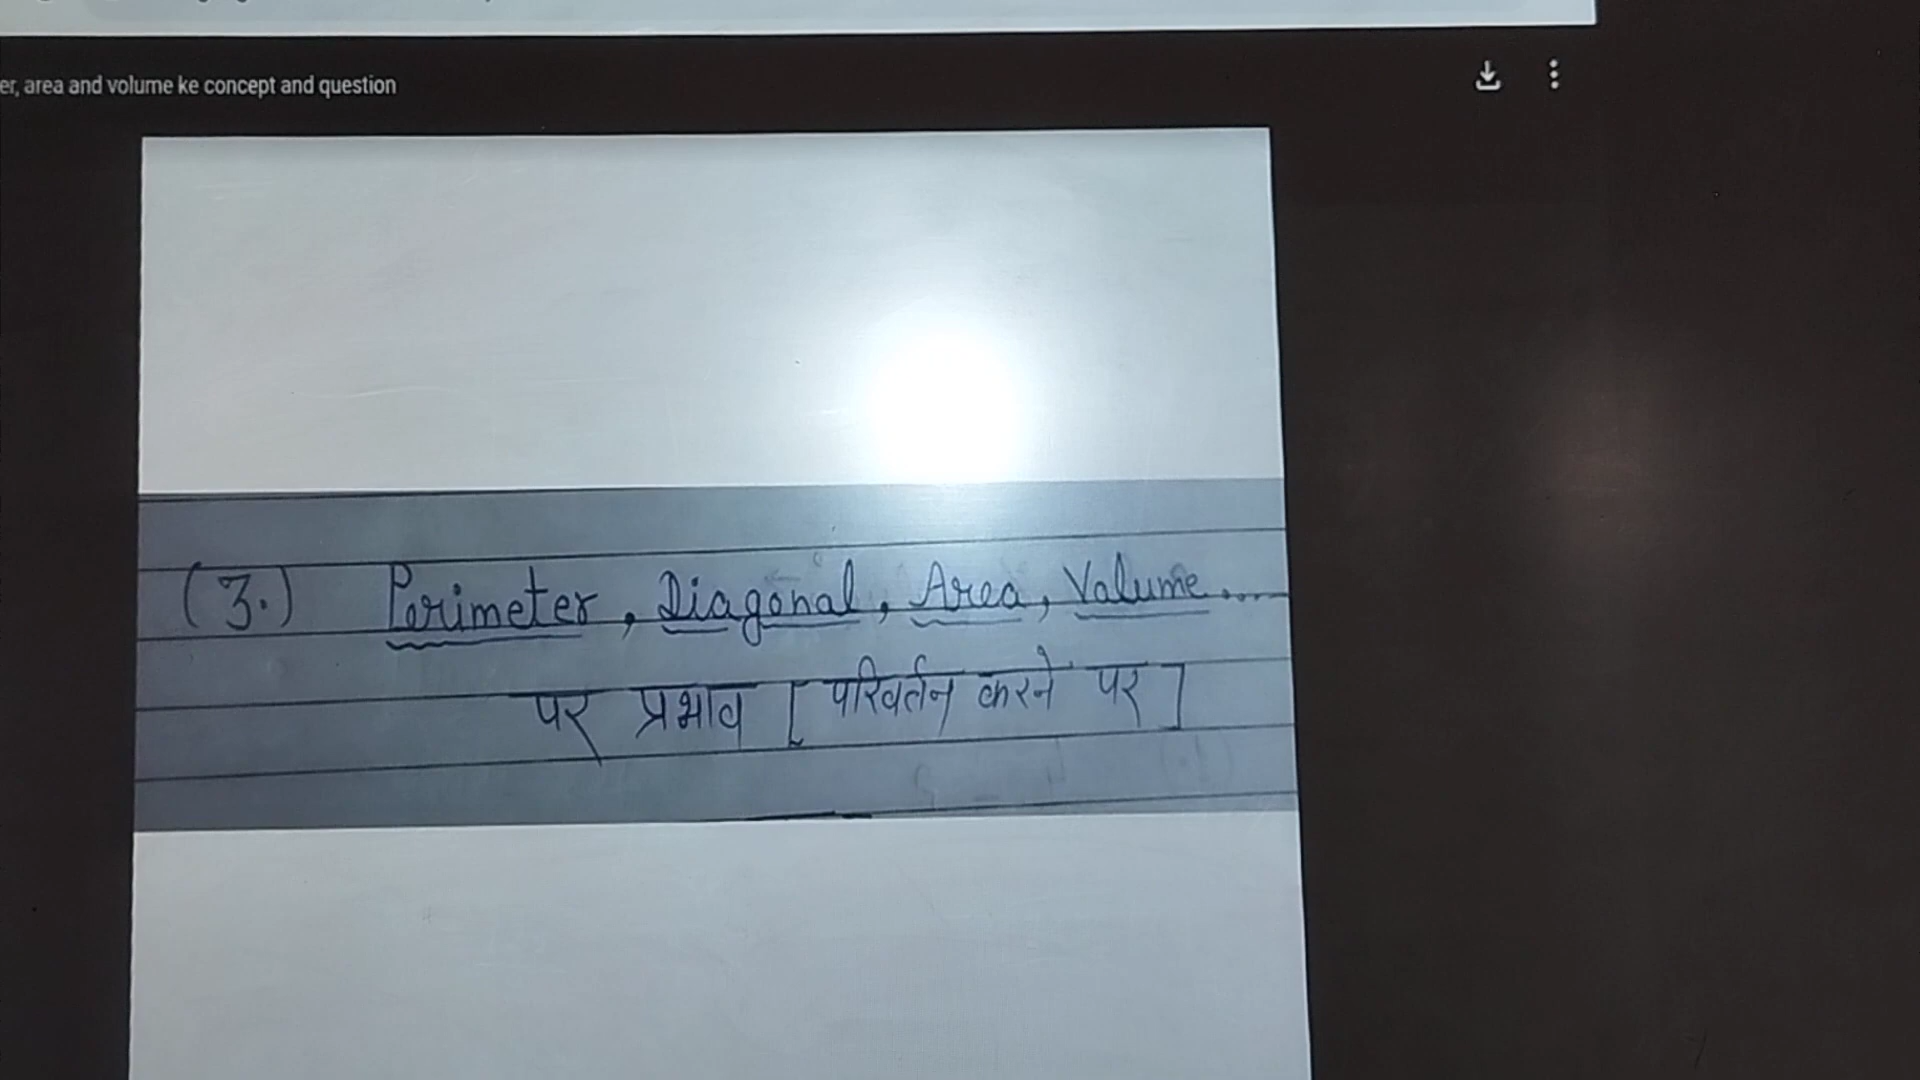 er, area and volume ke concept and question
(3.) Perimeter, Diagonal, Area, Volume....
पर प्रभाव [ परिवर्तन करने पर ]